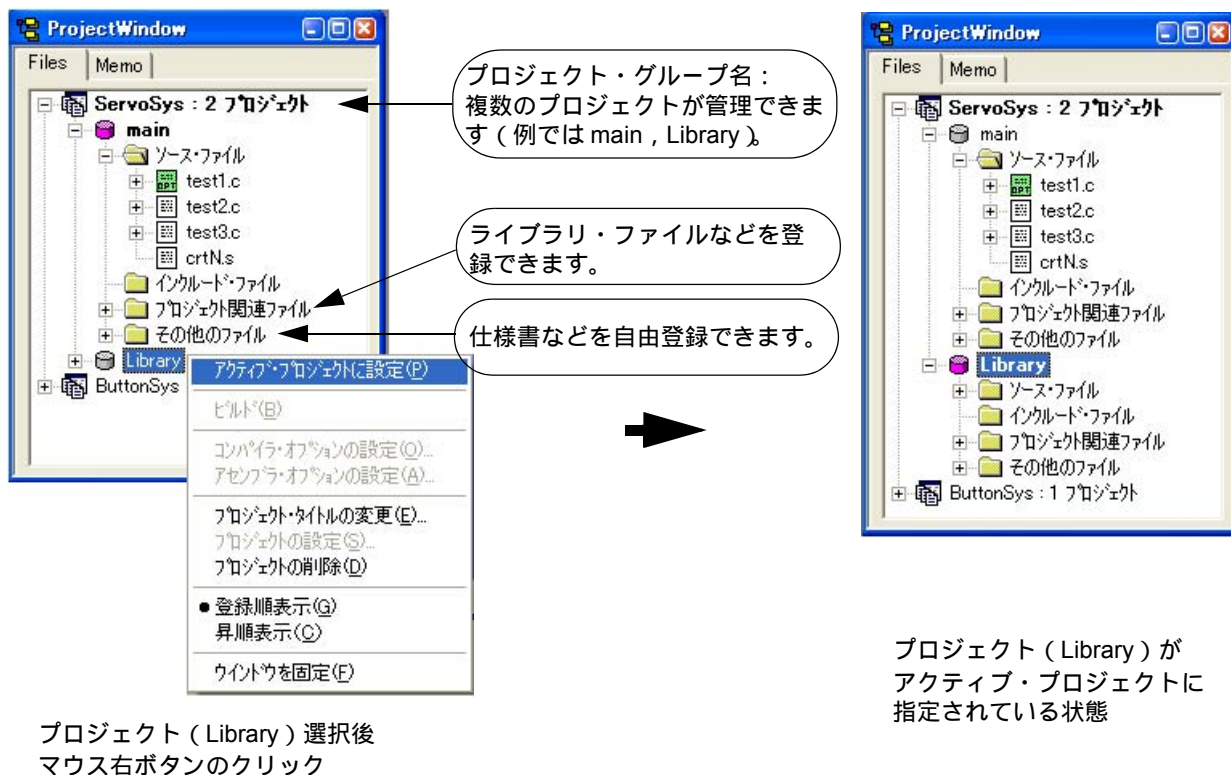 ProjectWindow
Files
Memo
ServoSys : 2 プロジェクト
main
ソース・ファイル
test1.c
test2.c
test3.c
crtN.s
インクルード・ファイル
プロジェクト関連ファイル
その他のファイル
Library
ButtonSys
アクティブ・プロジェクトに設定(P)
ビルド(B)
コンパイラ・オプションの設定(O)...
アセンブラ・オプションの設定(A)...
プロジェクト・タイトルの変更(E)...
プロジェクトの設定(S)...
プロジェクトの削除(D)
登録順表示(G)
昇順表示(C)
ウインドウを固定(F)
プロジェクト(Library)選択後
マウス右ボタンのクリック
プロジェクト・グループ名:
複数のプロジェクトが管理できま
す(例では main , Library )。
ライブラリ・ファイルなどを登
録できます。
仕様書などを自由登録できます。
ProjectWindow
Files
Memo
ServoSys : 2 プロジェクト
main
ソース・ファイル
test1.c
test2.c
test3.c
crtN.s
インクルード・ファイル
プロジェクト関連ファイル
その他のファイル
Library
ソース・ファイル
インクルード・ファイル
プロジェクト関連ファイル
その他のファイル
ButtonSys : 1 プロジェクト
プロジェクト(Library)が
アクティブ・プロジェクトに
指定されている状態